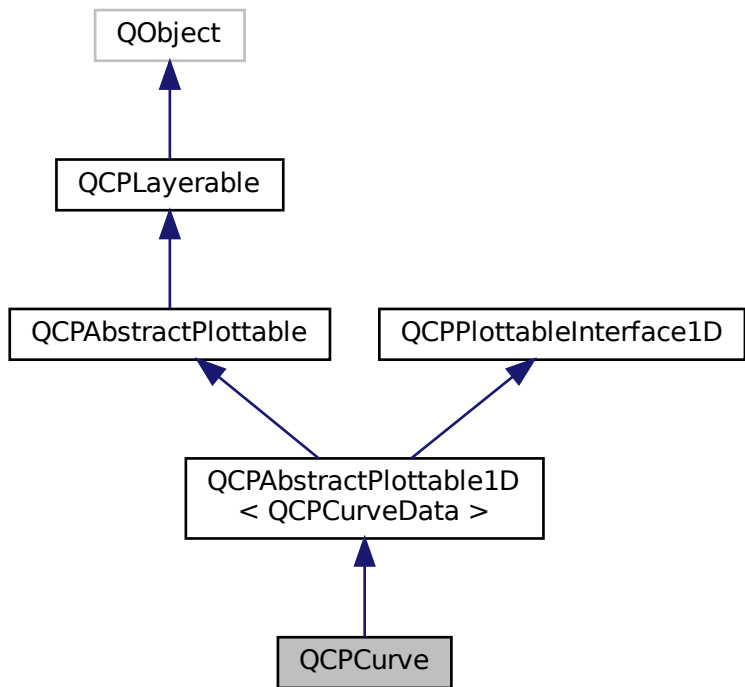 QObject
QCPLayerable
QCPAbstractPlottable
QCPPlottableInterface1D
QCPAbstractPlottable1D
< QCPCurveData >
QCPCurve